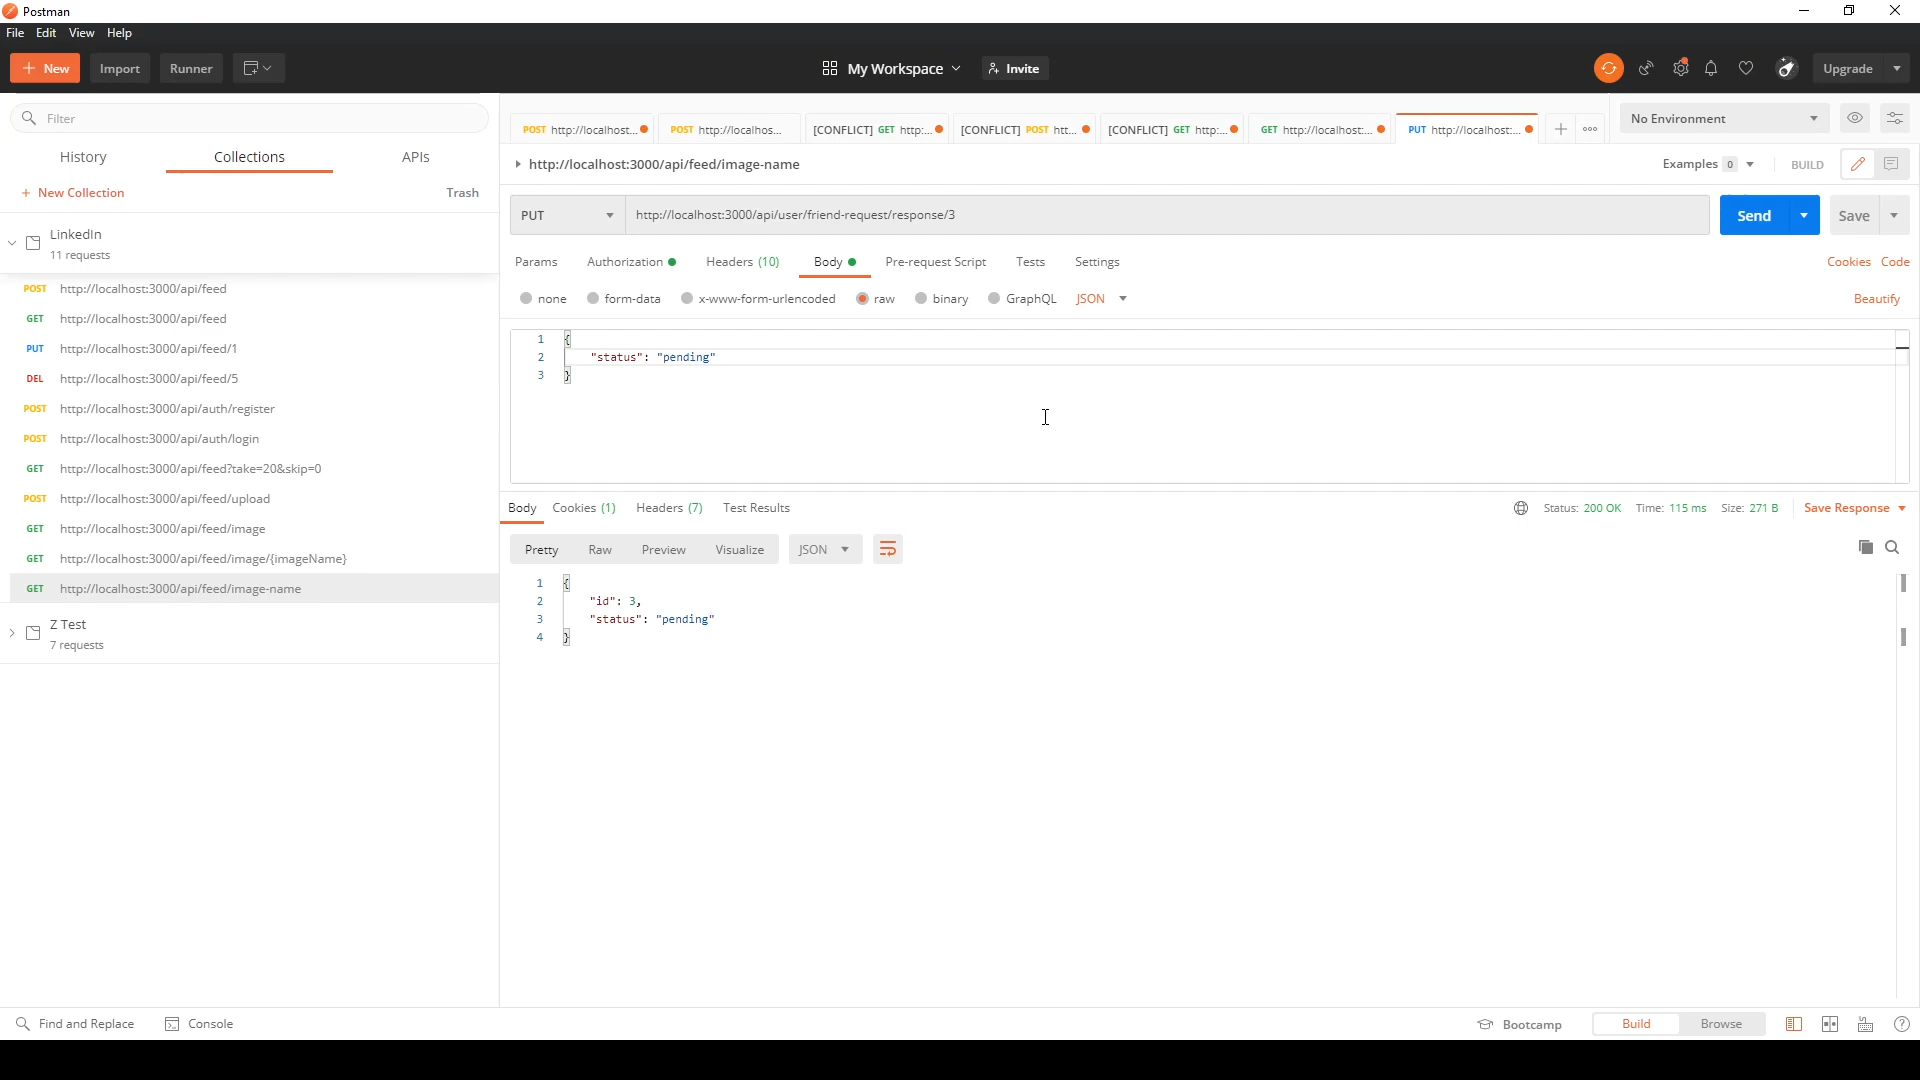 Postman
File Edit View Help
New Import Runner My Workspace Invite Upgrade
Filter
History Collections APIs
New Collection Trash
LinkedIn
11 requests
POST http://localhost:3000/api/feed
GET http://localhost:3000/api/feed
PUT http://localhost:3000/api/feed/1
DEL http://localhost:3000/api/feed/5
POST http://localhost:3000/api/auth/register
POST http://localhost:3000/api/auth/login
GET http://localhost:3000/api/feed?take=20&skip=0
POST http://localhost:3000/api/feed/upload
GET http://localhost:3000/api/feed/image
GET http://localhost:3000/api/feed/image/{imageName}
GET http://localhost:3000/api/feed/image-name
Z Test
7 requests
POST http://localhost... POST http://localhos... [CONFLICT] GET http:... [CONFLICT] POST htt... [CONFLICT] GET http:... GET http://localhost:... PUT http://localhost:... No Environment
http://localhost:3000/api/feed/image-name Examples 0 BUILD
PUT http://localhost:3000/api/user/friend-request/response/3 Send Save
Params Authorization Headers (10) Body Pre-request Script Tests Settings Cookies Code
none form-data x-www-form-urlencoded raw binary GraphQL JSON Beautify
1 {
2 "status": "pending"
3 }
Body Cookies (1) Headers (7) Test Results Status: 200 OK Time: 115 ms Size: 271 B Save Response
Pretty Raw Preview Visualize JSON
1 {
2 "id": 3,
3 "status": "pending"
4 }
Find and Replace Console Bootcamp Build Browse